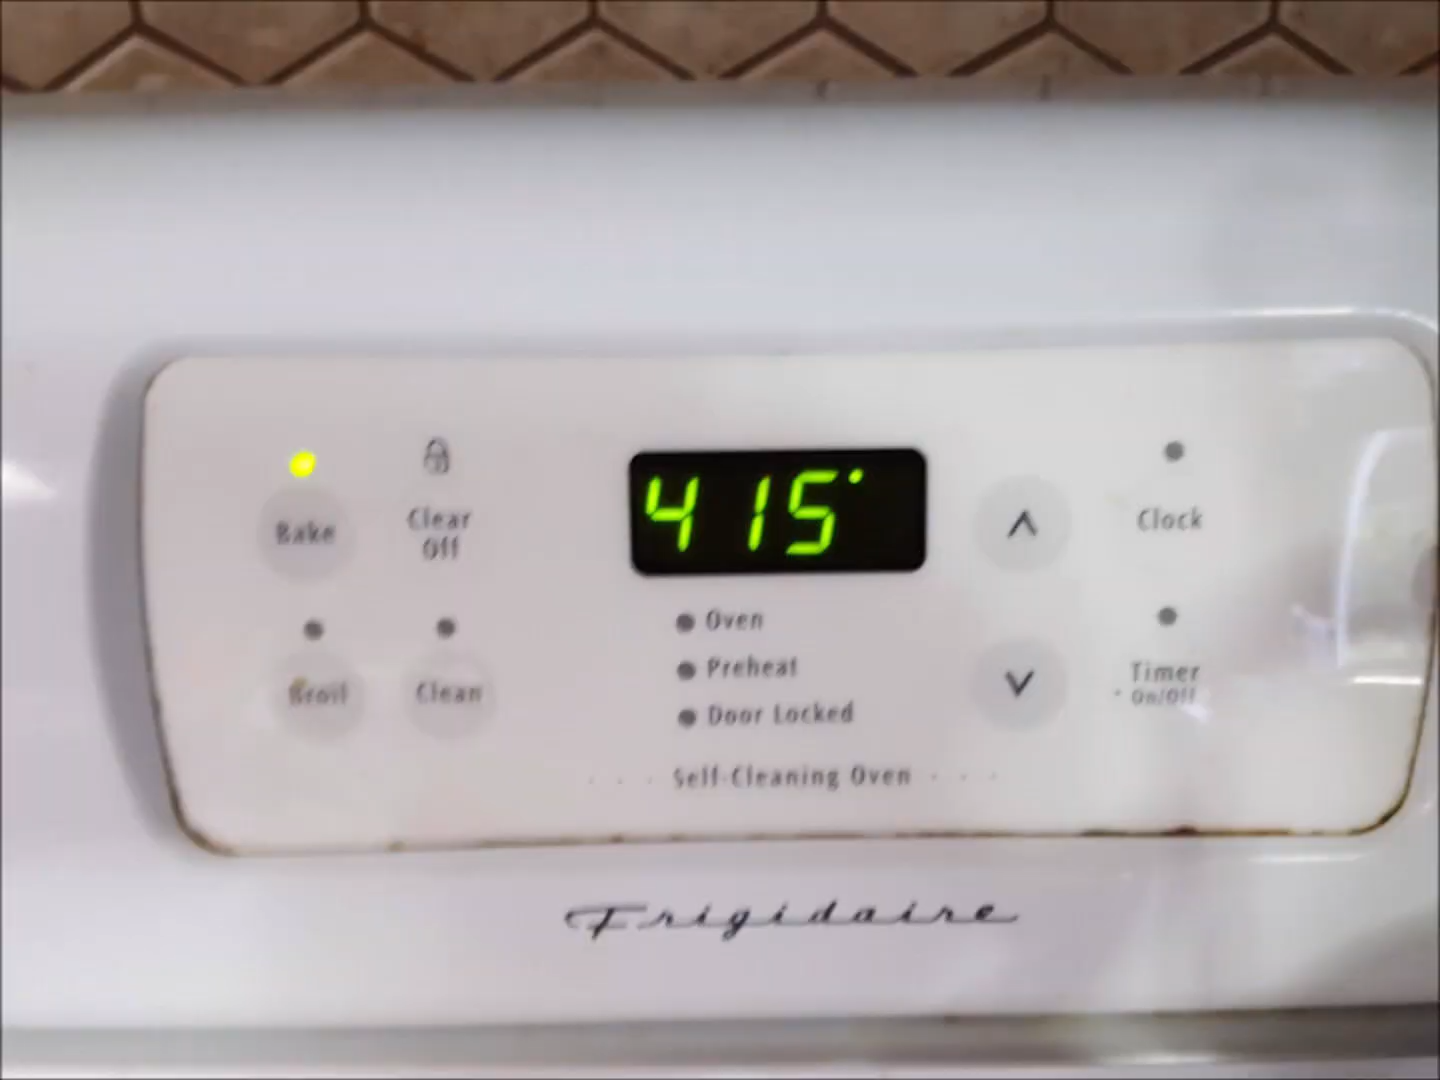 415°
Bake
Clear
Off
Clock
Oven
Preheat
Door Locked
Broil
Clean
Timer
On/Off
Self-Cleaning Oven
Frigidaire